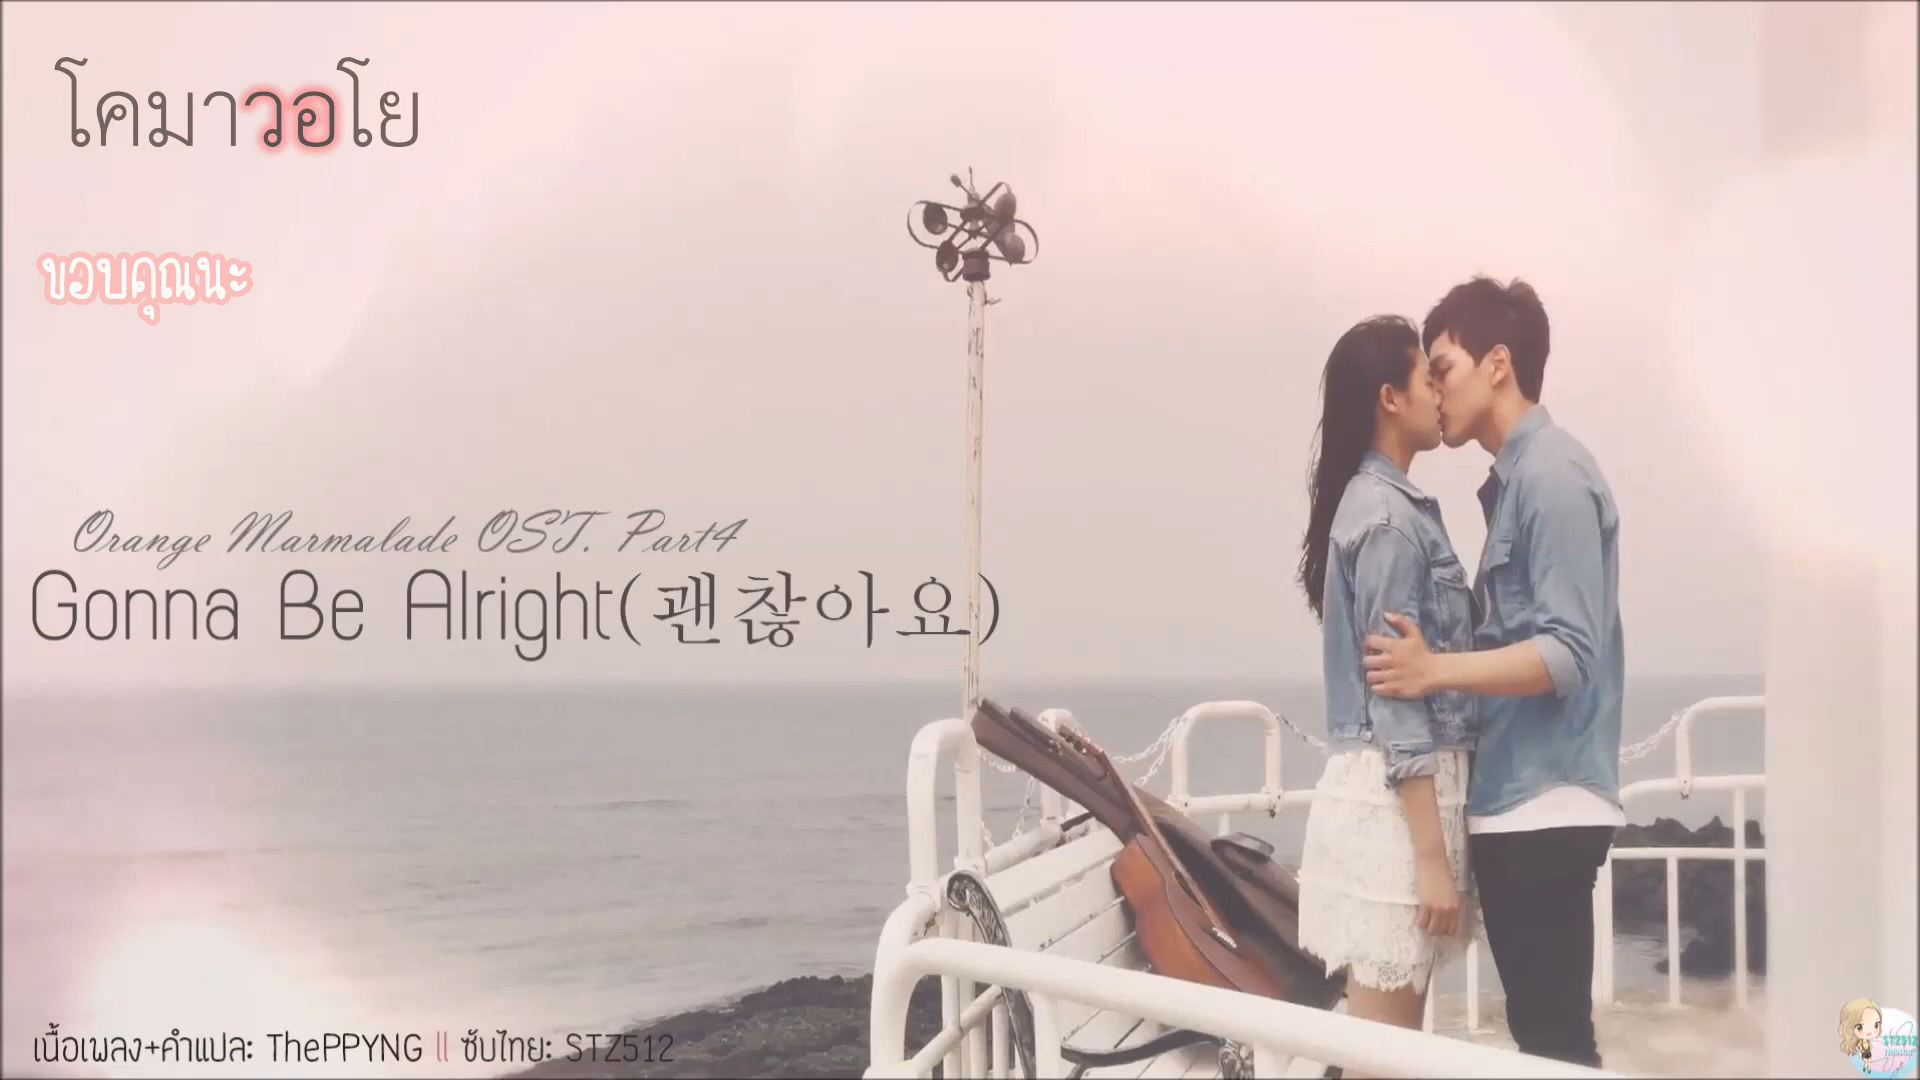 โคมาวอโย
ขอบคุณนะ
Orange Marmalade OST. Part4
Gonna Be Alright(괜찮아요)
เนื้อเพลง+คำแปล: ThePPYNG ll ซับไทย: STZ512
STZ512